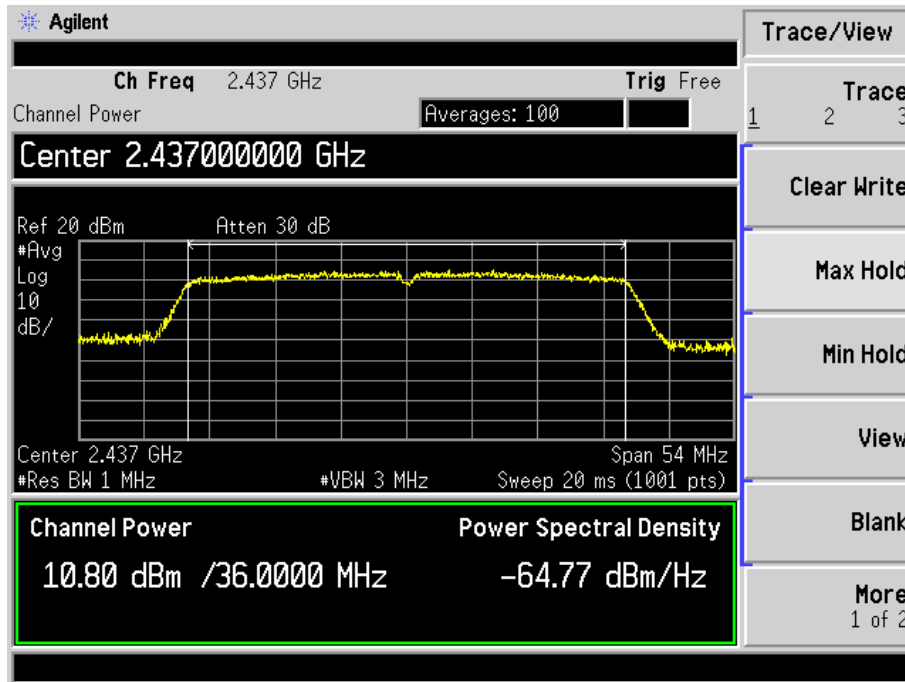 Agilent
Trace/View
Ch Freq 2.437 GHz Trig Free
Channel Power Averages: 100
Trace
1 2 3
Center 2.437000000 GHz
Clear Write
Ref 20 dBm Atten 30 dB
#Avg
Log
10
dB/
Max Hold
Min Hold
View
Center 2.437 GHz Span 54 MHz
#Res BW 1 MHz #VBW 3 MHz Sweep 20 ms (1001 pts)
Channel Power Power Spectral Density
10.80 dBm /36.0000 MHz -64.77 dBm/Hz
Blank
More
1 of 2